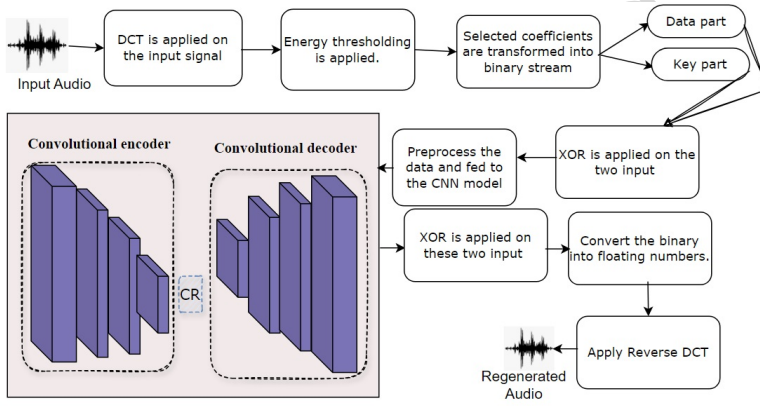 Input Audio
DCT is applied on
the input signal
Energy thresholding
is applied.
Selected coefficients
are transformed into
binary stream
Data part
Key part
XOR is applied on the
two input
Preprocess the
data and fed to
the CNN model
Convolutional encoder
Convolutional decoder
CR
XOR is applied on
these two input
Convert the binary
into floating numbers.
Apply Reverse DCT
Regenerated
Audio